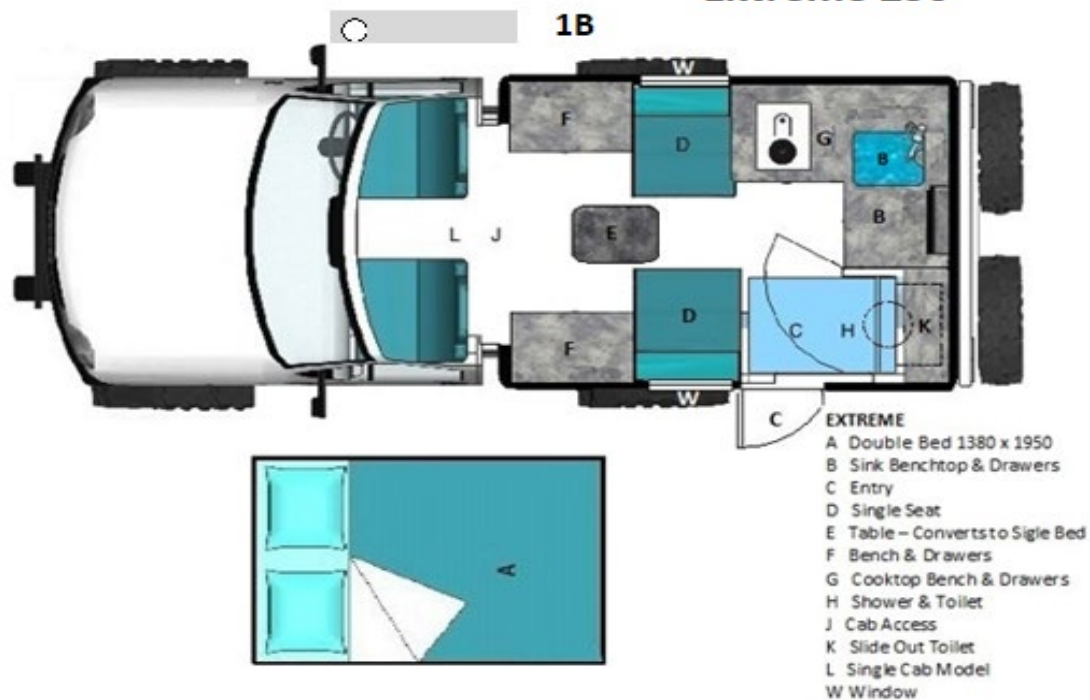 1B
W
F
D
G
B
B
L
J
E
F
D
C
H
K
W
C
A
EXTREME
A Double Bed 1380 x 1950
B Sink Benchtop & Drawers
C Entry
D Single Seat
E Table – Converts to Sigle Bed
F Bench & Drawers
G Cooktop Bench & Drawers
H Shower & Toilet
J Cab Access
K Slide Out Toilet
L Single Cab Model
W Window